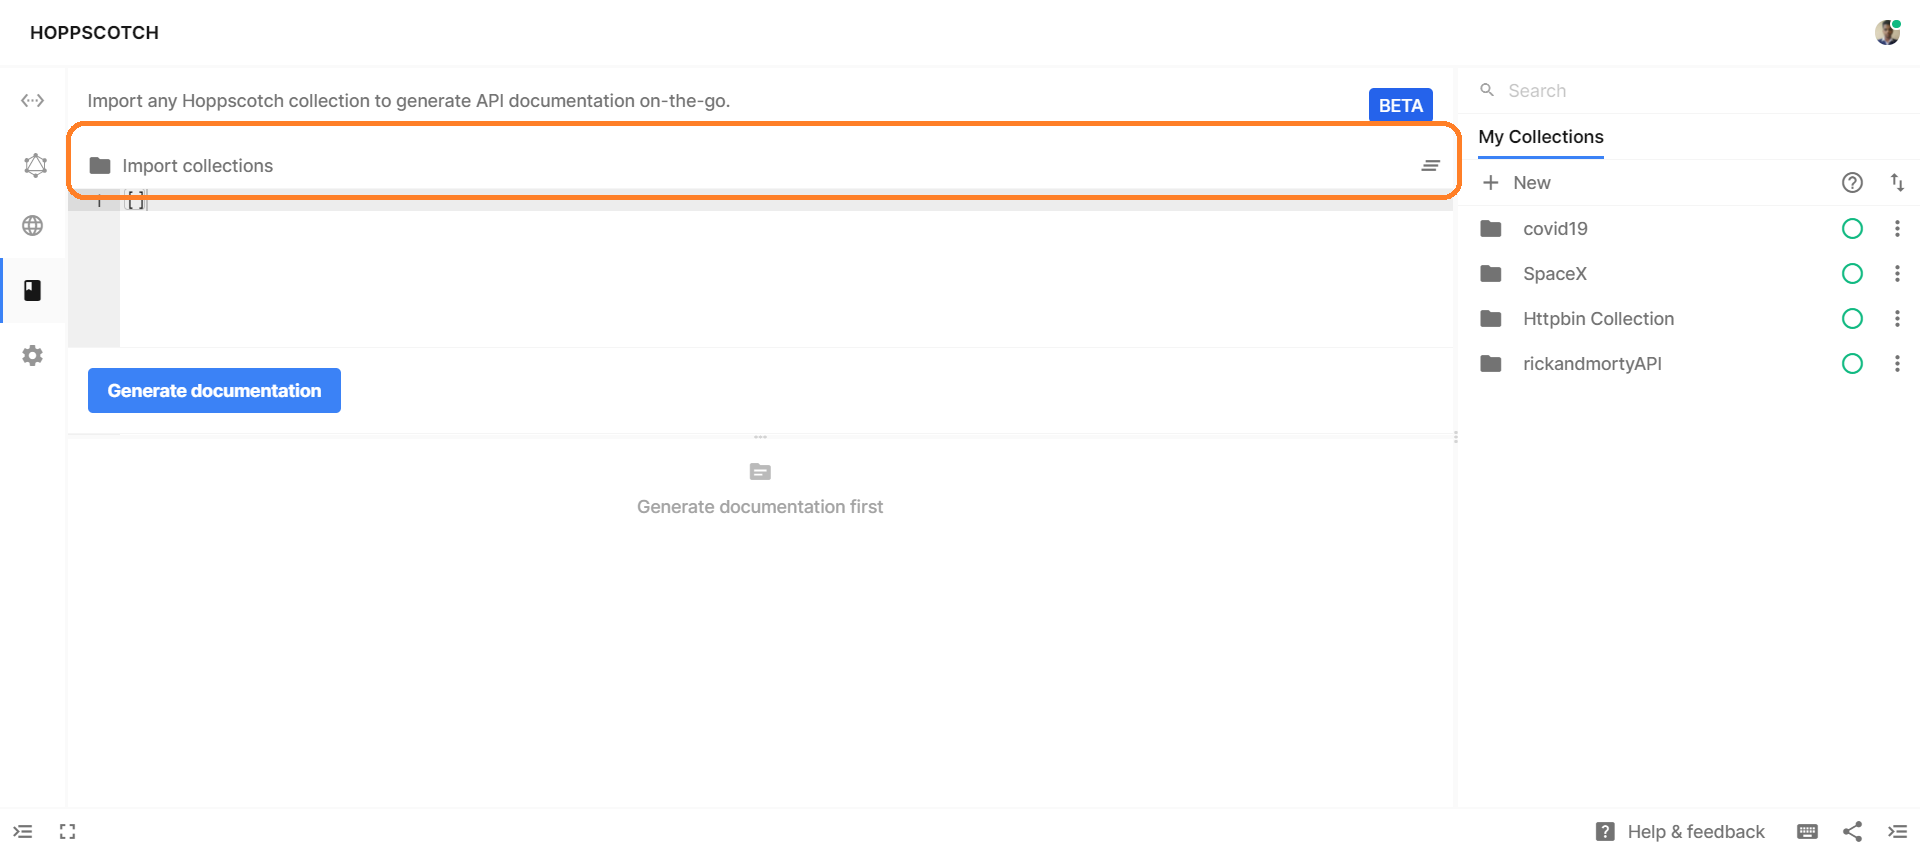 HOPPSCOTCH
Import any Hoppscotch collection to generate API documentation on-the-go.
BETA
Import collections
1 []
Generate documentation
Generate documentation first
Search
My Collections
New
covid19
SpaceX
Httpbin Collection
rickandmortyAPI
Help & feedback